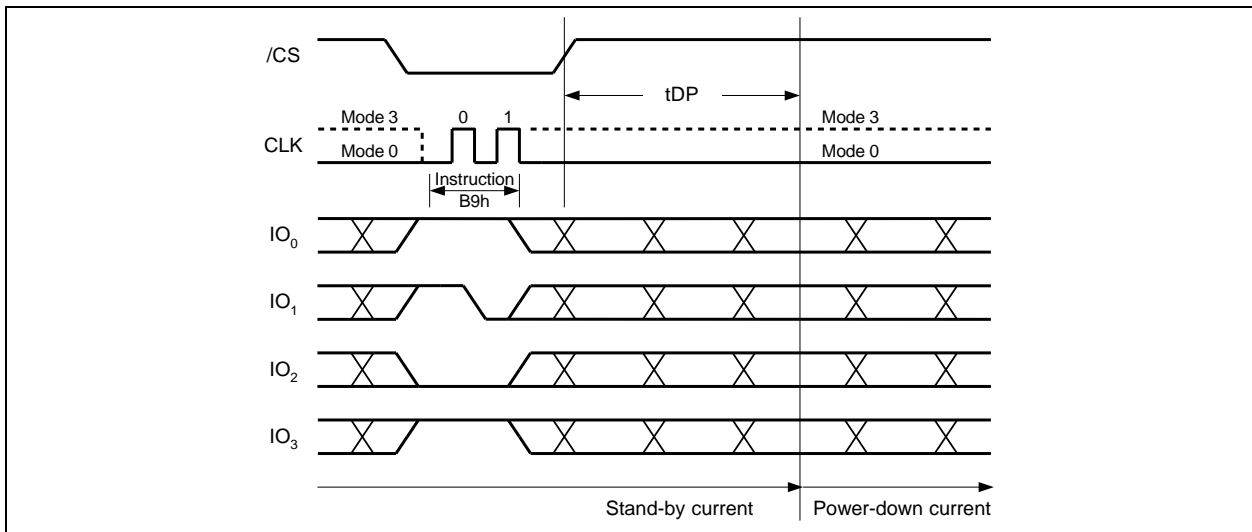 /CS
tDP
Mode 3 0 1 Mode 3
CLK
Mode 0 Mode 0
Instruction
B9h
IO0
IO1
IO2
IO3
Stand-by current Power-down current